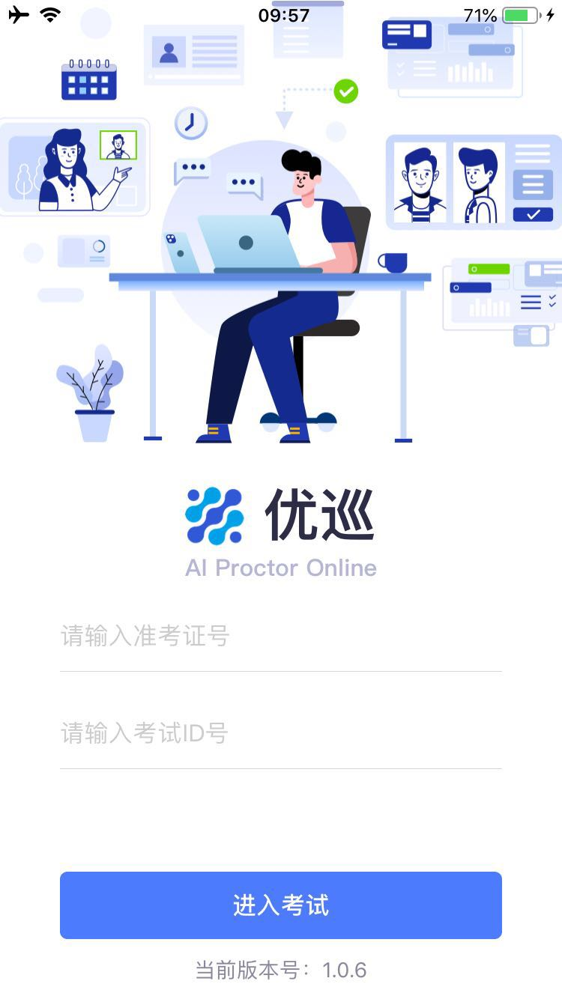 09:57
71%
优巡
AI Proctor Online
请输入准考证号
请输入考试ID号
进入考试
当前版本号：1.0.6